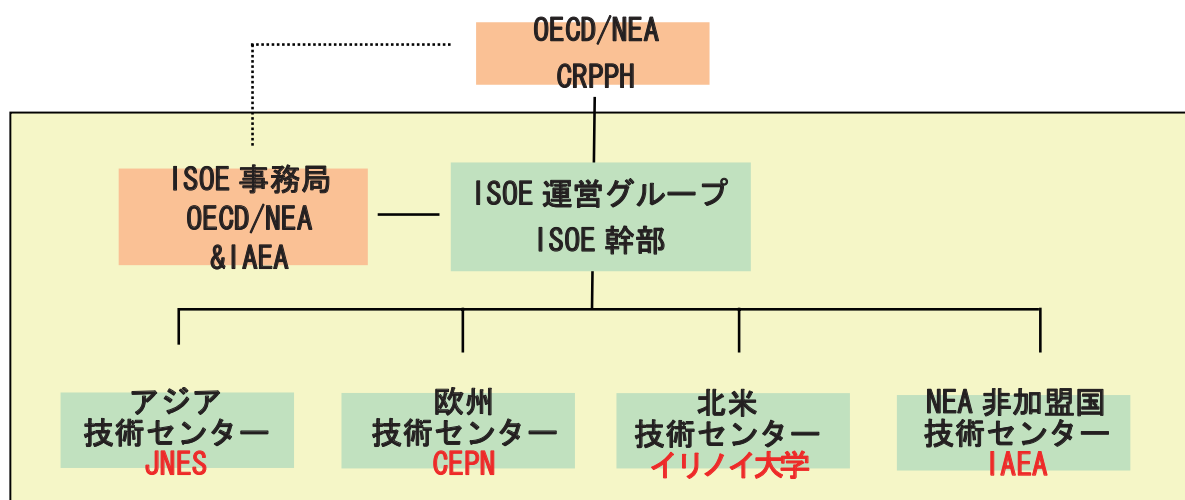 OECD/NEA
CRPPH
ISOE 事務局
OECD/NEA
&IAEA
ISOE 運営グループ
ISOE 幹部
アジア
技術センター
JNES
欧州
技術センター
CEPN
北米
技術センター
イリノイ大学
NEA 非加盟国
技術センター
IAEA